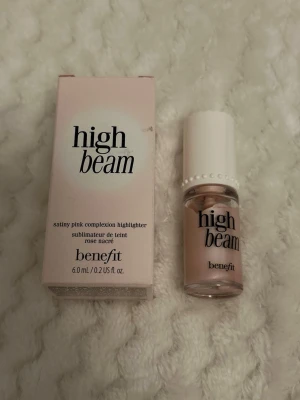 high
beam
satiny pink complexion highlighter
sublimateur de teint
rose nacré
benefit
6.0 mL / 0.2 US fl. oz.
high
beam
benefit